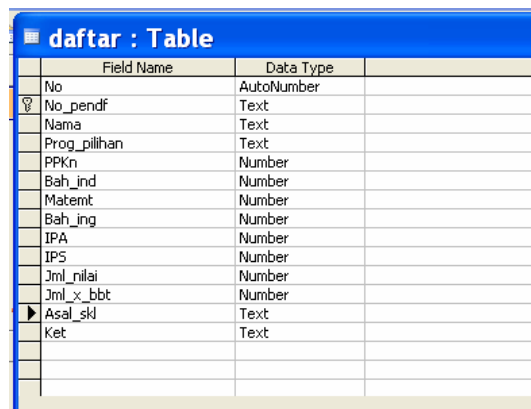 daftar : Table
Field Name Data Type
No AutoNumber
No_pendf Text
Nama Text
Prog_pilihan Text
PPKn Number
Bah_ind Number
Matemt Number
Bah_ing Number
IPA Number
IPS Number
Jml_nilai Number
Jml_x_bbt Number
Asal_skl Text
Ket Text